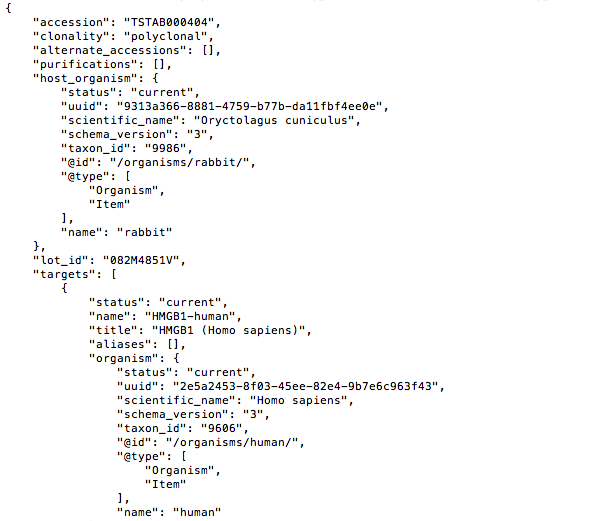 {
    "accession": "TSTAB000404",
    "clonality": "polyclonal",
    "alternate_accessions": [],
    "purifications": [],
    "host_organism": {
        "status": "current",
        "uuid": "9313a366-8881-4759-b77b-da11fbf4ee0e",
        "scientific_name": "Oryctolagus cuniculus",
        "schema_version": "3",
        "taxon_id": "9986",
        "@id": "/organisms/rabbit/",
        "@type": [
            "Organism",
            "Item"
        ],
        "name": "rabbit"
    },
    "lot_id": "082M4851V",
    "targets": [
        {
            "status": "current",
            "name": "HMGB1-human",
            "title": "HMGB1 (Homo sapiens)",
            "aliases": [],
            "organism": {
                "status": "current",
                "uuid": "2e5a2453-8f03-45ee-82e4-9b7e6c963f43",
                "scientific_name": "Homo sapiens",
                "schema_version": "3",
                "taxon_id": "9606",
                "@id": "/organisms/human/",
                "@type": [
                    "Organism",
                    "Item"
                ],
                "name": "human"